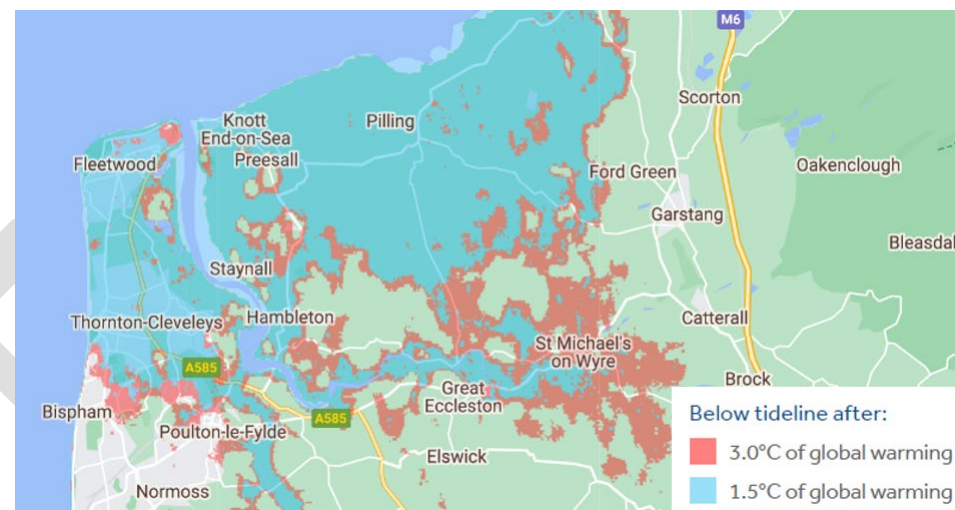 M6
Scorton
Knott
End-on-Sea
Pilling
Fleetwood
Preesall
Ford Green
Oakenclough
Garstang
Bleasdal
Staynall
Thornton-Cleveleys
Hambleton
Catterall
St Michael's
on Wyre
A585
Brock
Great
Eccleston
Bispham
A585
Poulton-le-Fylde
Elswick
Normoss
Below tideline after:
3.0°C of global warming
1.5°C of global warming